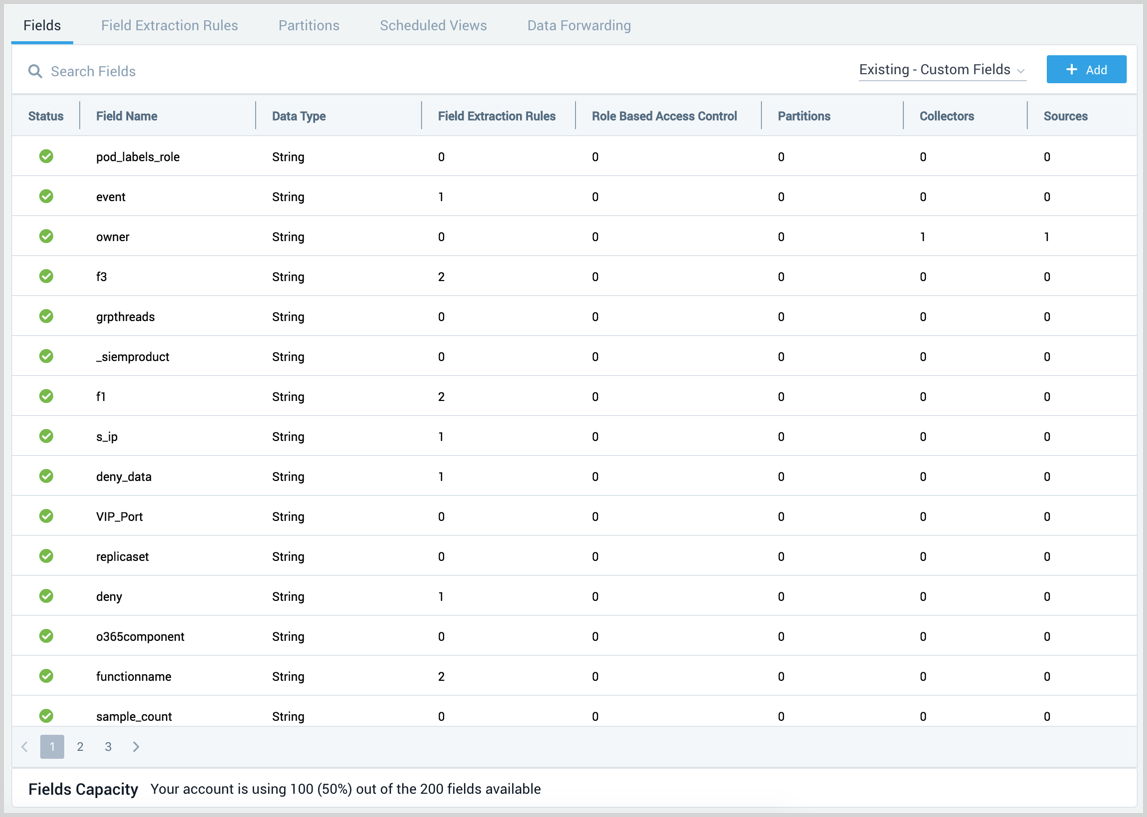 Fields Field Extraction Rules Partitions Scheduled Views Data Forwarding
Search Fields Existing - Custom Fields + Add
Status Field Name Data Type Field Extraction Rules Role Based Access Control Partitions Collectors Sources
pod_labels_role String 0 0 0 0 0
event String 1 0 0 0 0
owner String 0 0 0 1 1
f3 String 2 0 0 0 0
grpthreads String 0 0 0 0 0
_siemproduct String 0 0 0 0 0
f1 String 2 0 0 0 0
s_ip String 1 0 0 0 0
deny_data String 1 0 0 0 0
VIP_Port String 0 0 0 0 0
replicaset String 0 0 0 0 0
deny String 1 0 0 0 0
o365component String 0 0 0 0 0
functionname String 2 0 0 0 0
sample_count String 0 0 0 0 0
1 2 3
Fields Capacity Your account is using 100 (50%) out of the 200 fields available